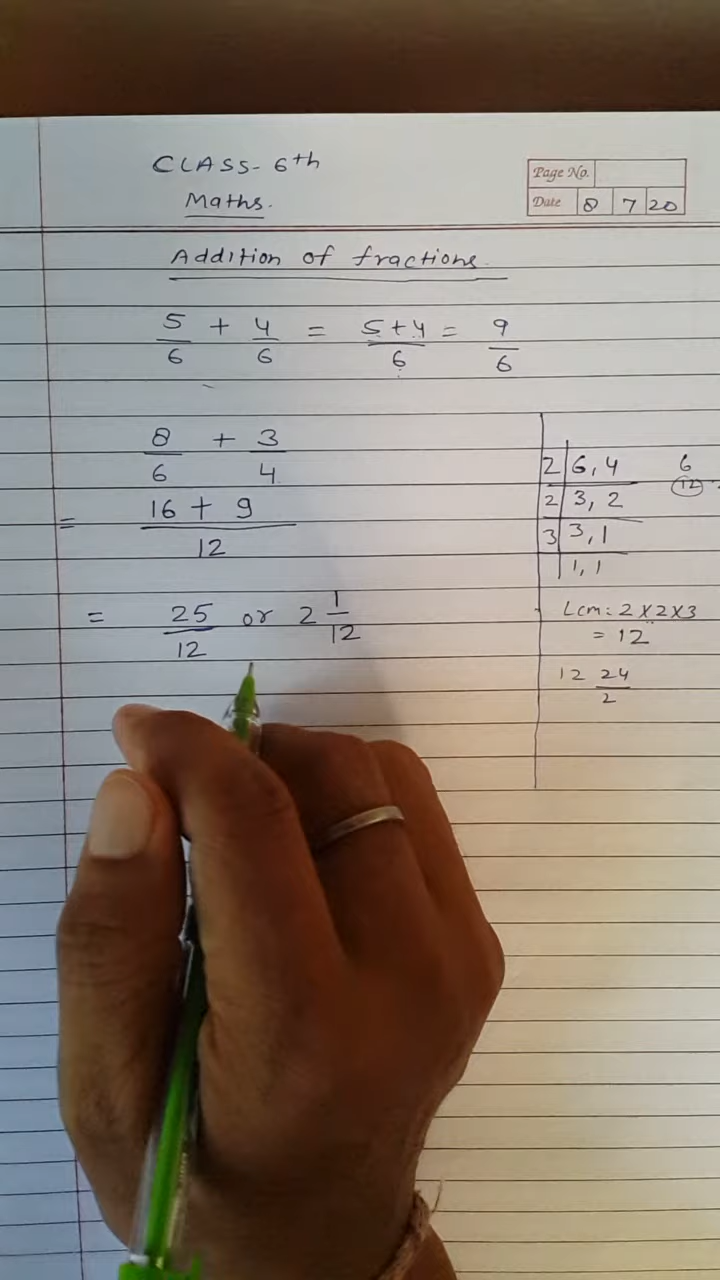 CLASS- 6th
Maths.
Page No.
Date 8 7 20
Addition of fractions.
5/6 + 4/6 = 5+4/6 = 9/6
8/6 + 3/4
= 16 + 9/12
= 25/12 or 2 1/12
2 | 6, 4 6
2 | 3, 2 12
3 | 3, 1
| 1, 1
Lcm: 2 x 2 x 3
= 12
12 24/2